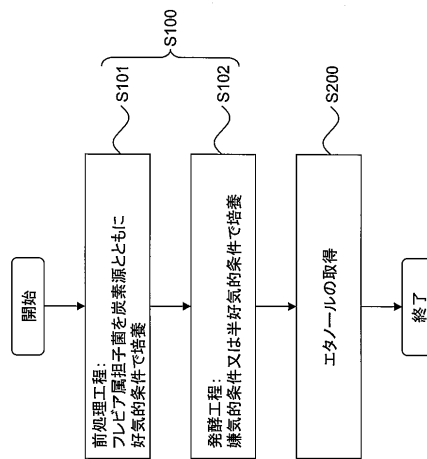 開始
前処理工程:
フレビア属担子菌を炭素源とともに
好気的条件で培養
S101
発酵工程:
嫌気的条件又は半好気的条件で培養
S102
S100
エタノールの取得
S200
終了